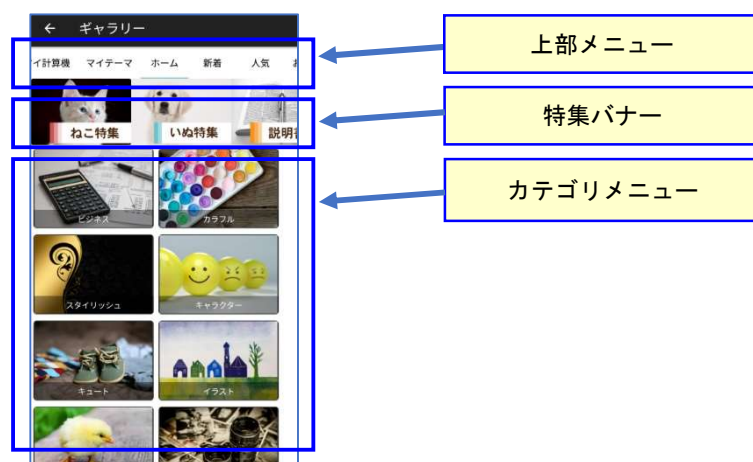 ← ギャラリー
イ計算機 マイテーマ ホーム 新着 人気
ねこ特集 いぬ特集 説明
ビジネス カラフル
スタイリッシュ キャラクター
キュート イラスト
上部メニュー
特集バナー
カテゴリメニュー